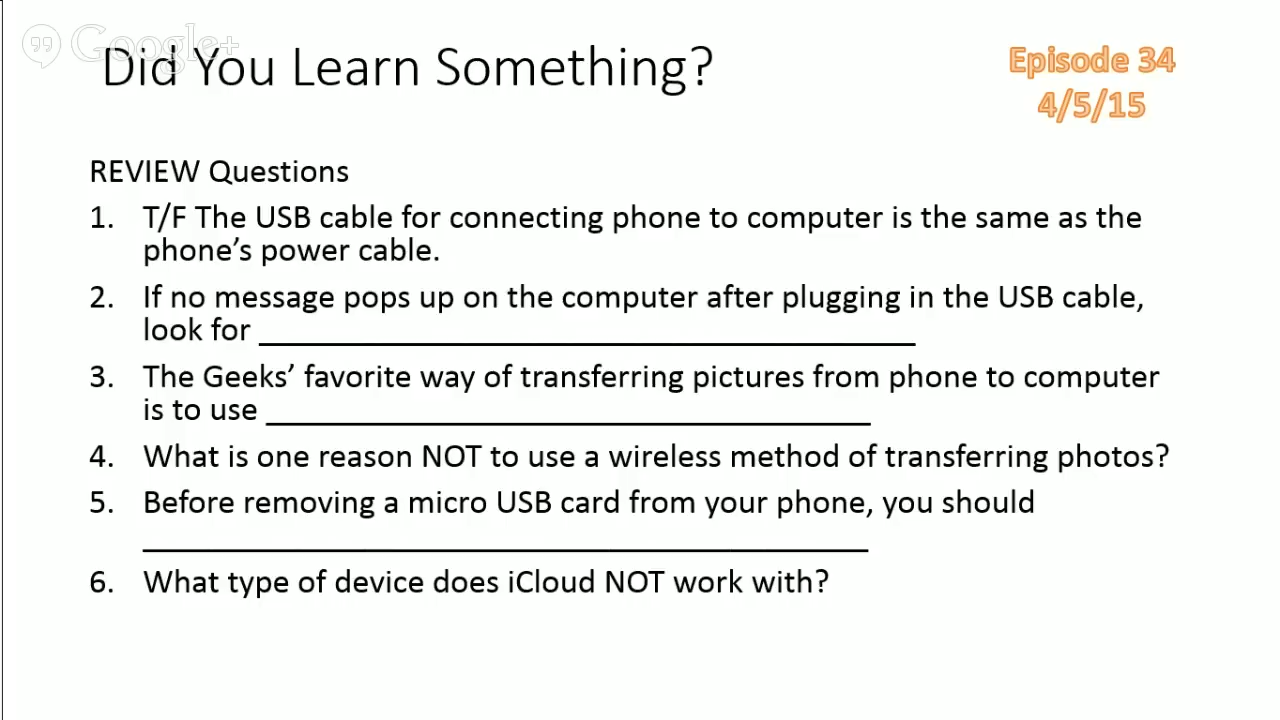 Google+
Did You Learn Something?
Episode 34
4/5/15
REVIEW Questions
1. T/F The USB cable for connecting phone to computer is the same as the
phone's power cable.
2. If no message pops up on the computer after plugging in the USB cable,
look for ________________________________________
3. The Geeks' favorite way of transferring pictures from phone to computer
is to use _____________________________________
4. What is one reason NOT to use a wireless method of transferring photos?
5. Before removing a micro USB card from your phone, you should
____________________________________________
6. What type of device does iCloud NOT work with?